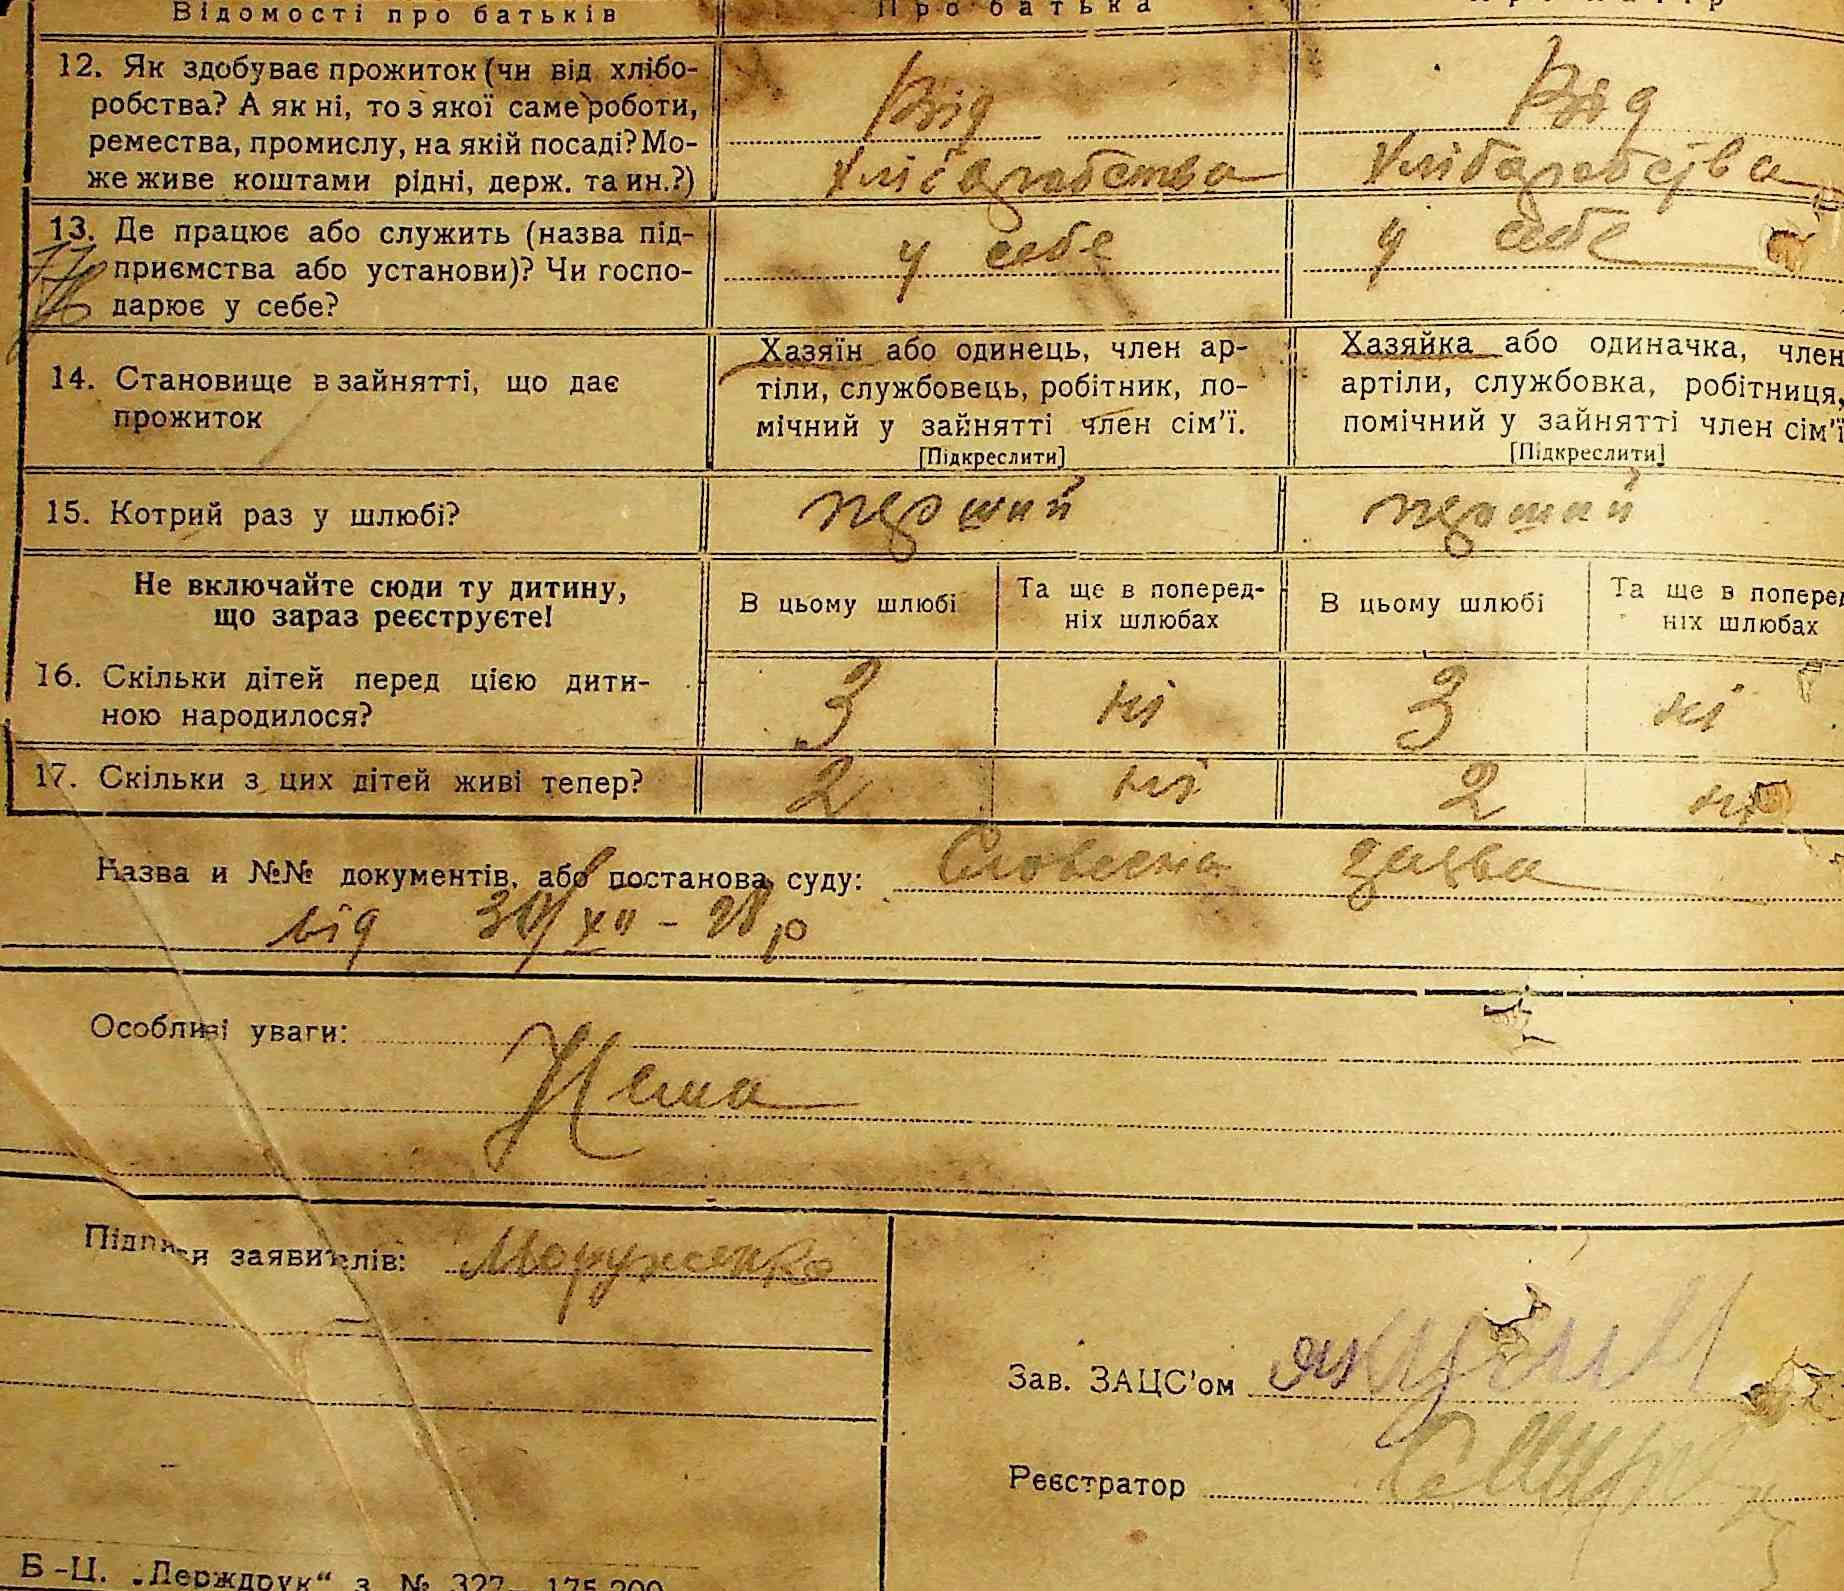 Відомості про батьків Про батька
12. Як здобуває прожиток (чи від хлібо-
робства? А як ні, то з якої саме роботи,
ремества, промислу, на якій посаді? Мо-
же живе коштами рідні, держ. та ин.?)
Від
хлібаробства
Від
хлібаробства
13. Де працює або служить (назва під-
приємства або установи)? Чи госпо-
дарює у себе?
у себе
у себе
14. Становище в зайнятті, що дає
прожиток
Хазяїн або одинець, член ар-
тіли, службовець, робітник, по-
мічний у зайнятті член сім'ї.
[Підкреслити]
Хазяйка або одиначка, член
артіли, службовка, робітниця,
помічний у зайнятті член сім'ї
[Підкреслити]
15. Котрий раз у шлюбі? перший перший
Не включайте сюди ту дитину,
що зараз реєструєте!
В цьому шлюбі
Та ще в поперед-
ніх шлюбах
В цьому шлюбі
Та ще в поперед
ніх шлюбах
16. Скільки дітей перед цією дити-
ною народилося?
3 ні 3 ні
17. Скільки з цих дітей живі тепер? 2 ні 2 ні
Назва и №№ документів, або постанова суду: Словесна заява
від 30/XII - 28 р
Особливі уваги:
Нема
Підписи заявителів:
Зав. ЗАЦС'ом
Реєстратор
Б-Ц. „Держдрук“ з. № 327— 175.200